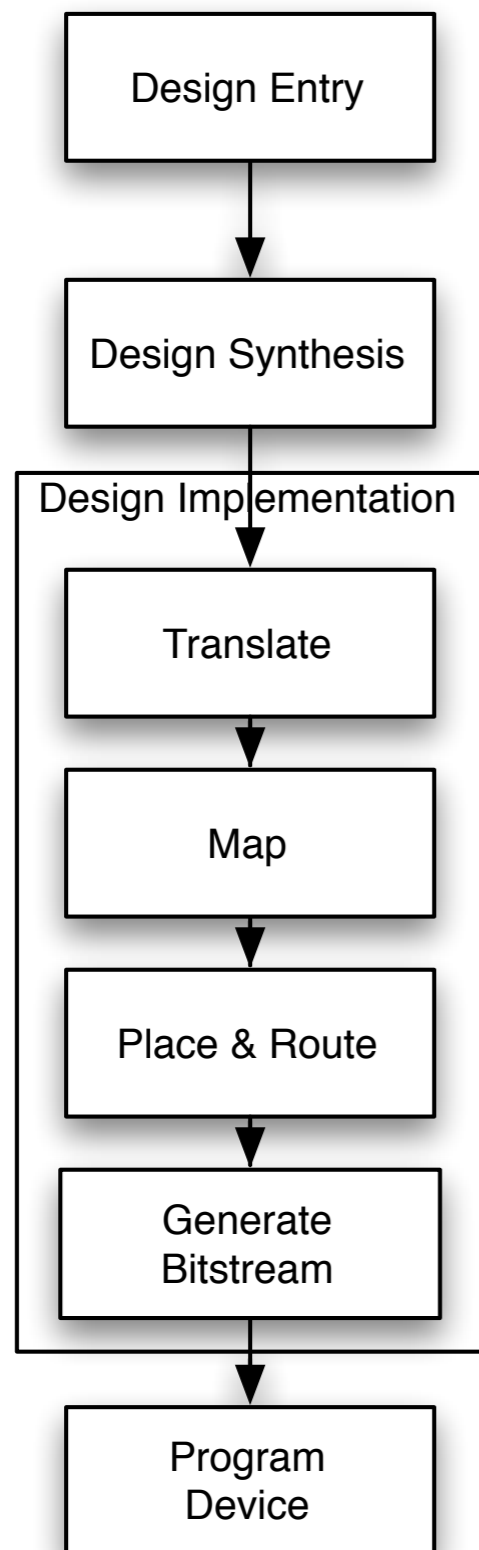 Design Entry
Design Synthesis
Design Implementation
Translate
Map
Place & Route
Generate
Bitstream
Program
Device